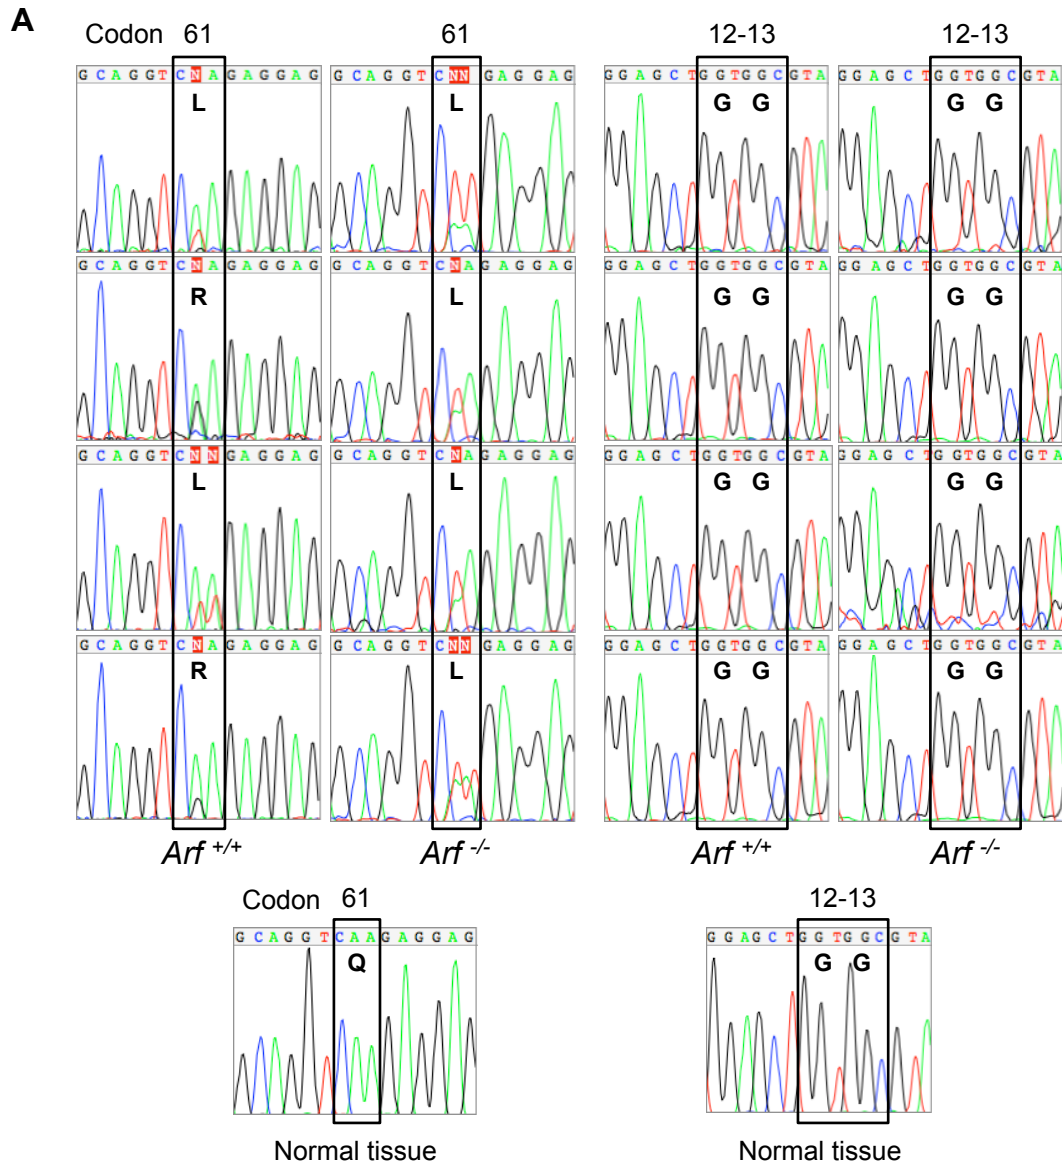 A
Codon 61 61 12-13 12-13
GCAGGTCNAGAGGAG GCAGGTCNNGAGGAG GGAGCTGGTGGCGTA GGAGCTGGTGGCGTA
L L G G G G
GCAGGTCNAGAGGAG GCAGGTCNAGAGGAG GGAGCTGGTGGCGTA GGAGCTGGTGGCGTA
R L G G G G
GCAGGTCNNGAGGAG GCAGGTCNAGAGGAG GGAGCTGGTGGCGTA GGAGCTGGTGGCGTA
L L G G G G
GCAGGTCNAGAGGAG GCAGGTCNNGAGGAG GGAGCTGGTGGCGTA GGAGCTGGTGGCGTA
R L G G G G
Arf +/+ Arf -/- Arf +/+ Arf -/-
Codon 61 12-13
GCAGGTCAAGAGGAG GGAGCTGGTGGCGTA
Q G G
Normal tissue Normal tissue